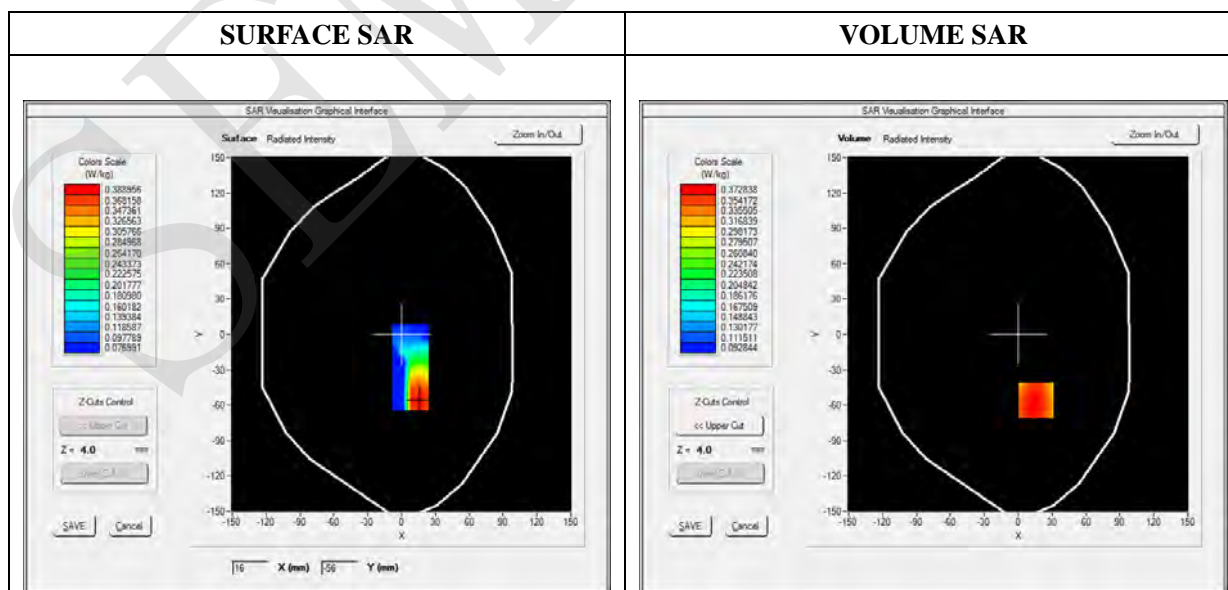 SURFACE SAR
VOLUME SAR
SAR Visualisation Graphical Interface
Surface Radiated Intensity
Zoom In/Out
Colors Scale
(W/kg)
0.388956
0.368158
0.347361
0.326563
0.305766
0.284968
0.264170
0.243373
0.222575
0.201777
0.180980
0.160182
0.139384
0.118587
0.097789
0.076991
Z-Cuts Control
<< Upper Cut
Z = 4.0 mm
SAVE
Cancel
150
120
90
60
30
0
-30
-60
-90
-120
-150
Y
-150 -120 -90 -60 -30 0 30 60 90 120 150
X
16 X (mm) -56 Y (mm)
SAR Visualisation Graphical Interface
Volume Radiated Intensity
Zoom In/Out
Colors Scale
(W/kg)
0.372838
0.354172
0.335505
0.316839
0.298173
0.279507
0.260840
0.242174
0.223508
0.204842
0.186176
0.167509
0.148843
0.130177
0.111511
0.092844
Z-Cuts Control
<< Upper Cut
Z = 4.0 mm
SAVE
Cancel
150
120
90
60
30
0
-30
-60
-90
-120
-150
Y
-150 -120 -90 -60 -30 0 30 60 90 120 150
X